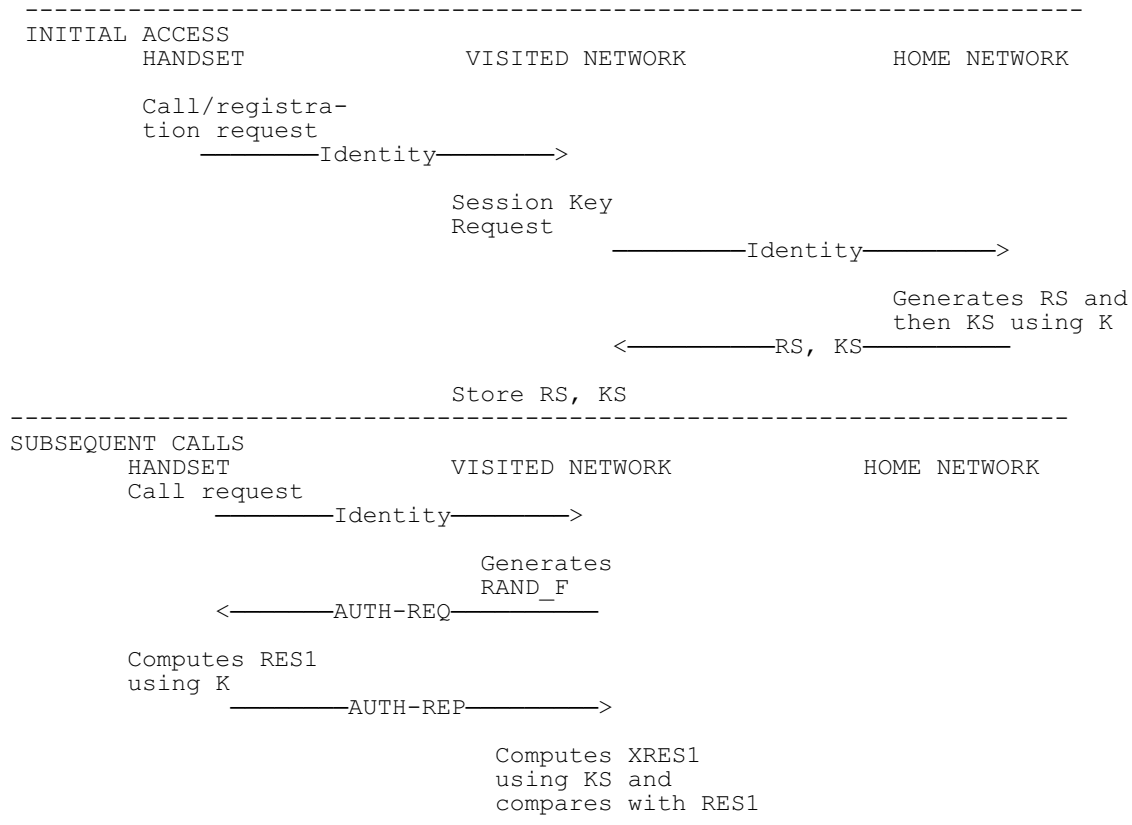 INITIAL ACCESS
HANDSET VISITED NETWORK HOME NETWORK
Call/registra-
tion request
Identity
Session Key
Request
Identity
Generates RS and
then KS using K
RS, KS
Store RS, KS
SUBSEQUENT CALLS
HANDSET VISITED NETWORK HOME NETWORK
Call request
Identity
Generates
RAND_F
AUTH-REQ
Computes RES1
using K
AUTH-REP
Computes XRES1
using KS and
compares with RES1